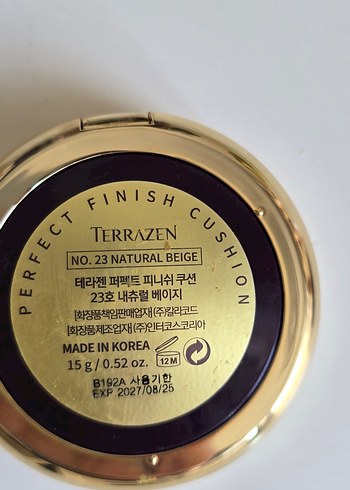 PERFECT FINISH CUSHION
TERRAZEN
NO. 23 NATURAL BEIGE
테라젠 퍼펙트 피니쉬 쿠션
23호 내츄럴 베이지
[화장품책임판매업자] (주)칼라코드
[화장품제조업자] (주)인터코스코리아
MADE IN KOREA
15 g / 0.52 oz. 12M
B192A 사용기한
EXP 2027/08/25